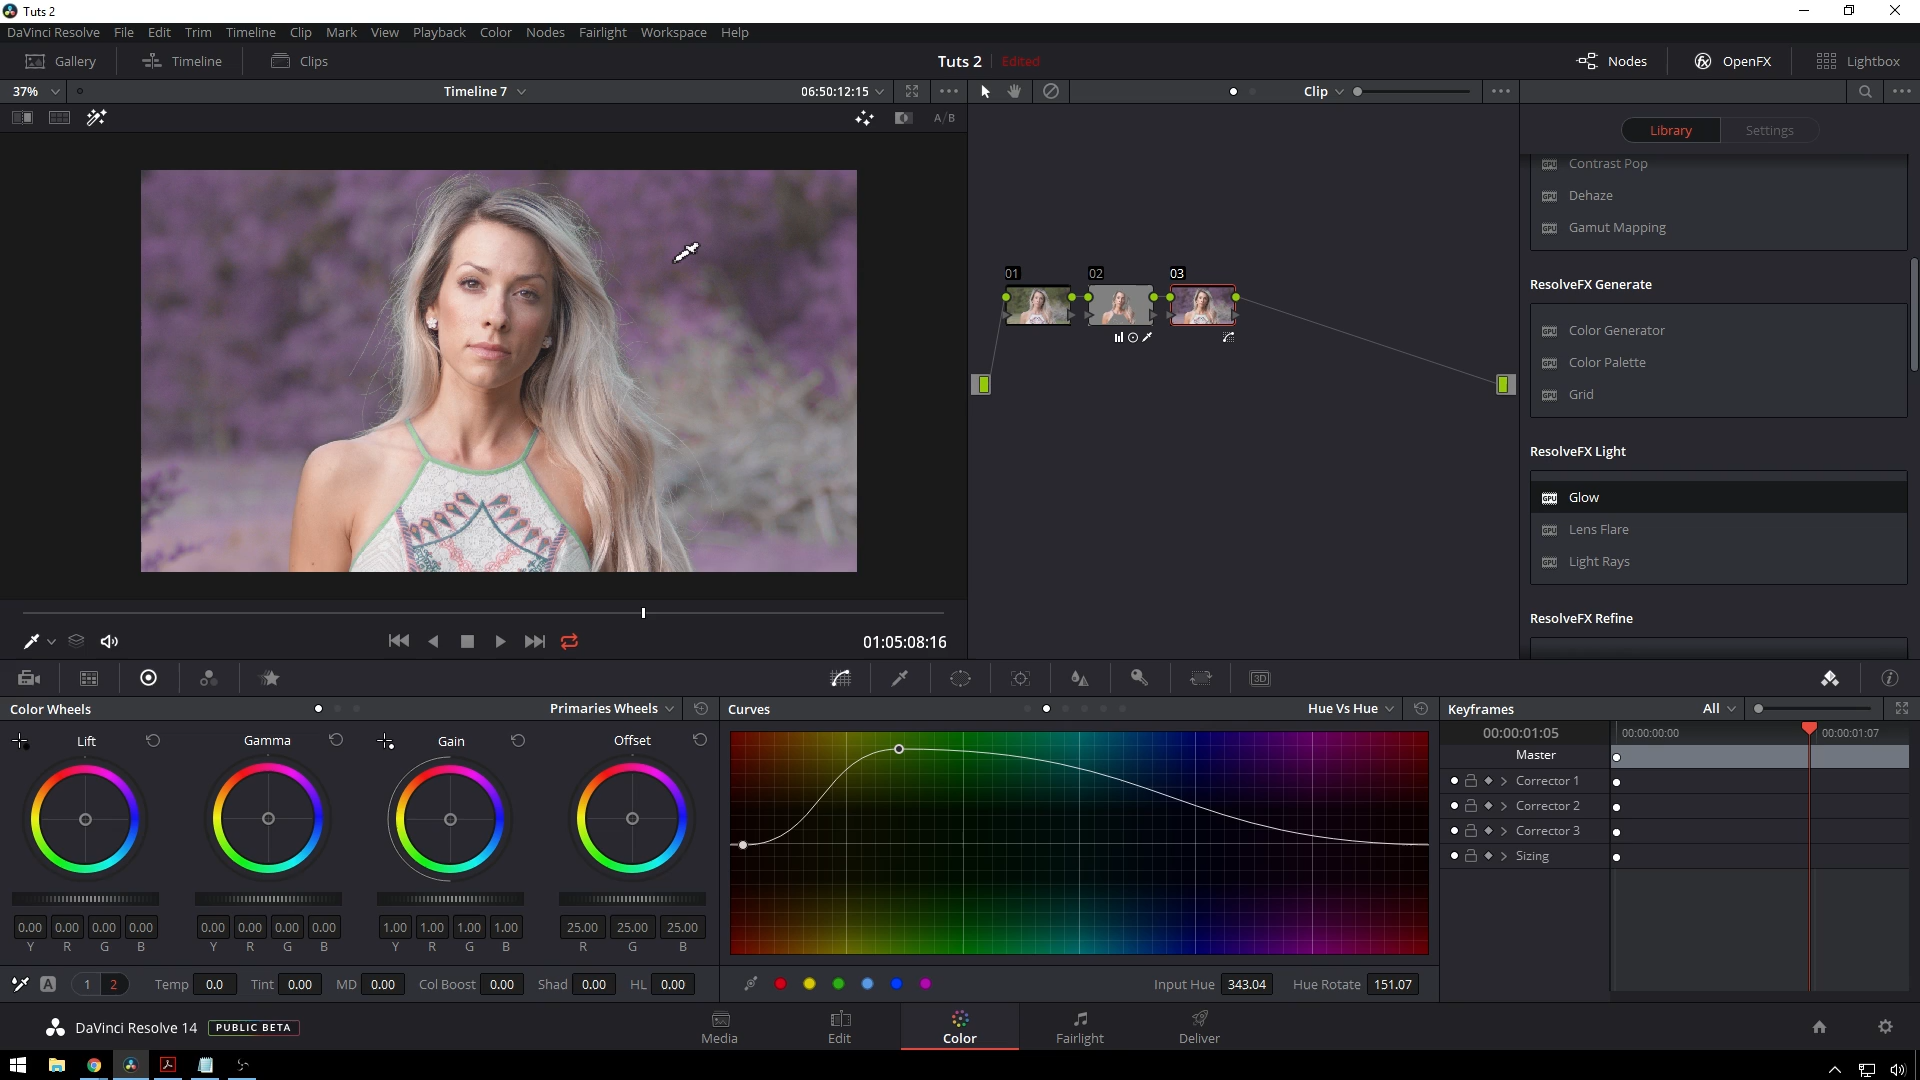 Tuts 2
DaVinci Resolve File Edit Trim Timeline Clip Mark View Playback Color Nodes Fairlight Workspace Help
Gallery Timeline Clips Tuts 2 Edited Nodes OpenFX Lightbox
37% Timeline 7 06:50:12:15 Clip
A/B
Library Settings
Contrast Pop
Dehaze
Gamut Mapping
ResolveFX Generate
Color Generator
Color Palette
Grid
ResolveFX Light
Glow
Lens Flare
Light Rays
ResolveFX Refine
01 02 03
01:05:08:16
3D
Color Wheels Primaries Wheels
Lift Gamma Gain Offset
0.00 0.00 0.00 0.00 0.00 0.00 0.00 0.00 1.00 1.00 1.00 1.00 25.00 25.00 25.00
Y R G B Y R G B Y R G B R G B
A 1 2 Temp 0.0 Tint 0.00 MD 0.00 Col Boost 0.00 Shad 0.00 HL 0.00
Curves Hue Vs Hue
Input Hue 343.04 Hue Rotate 151.07
Keyframes All
00:00:01:05 00:00:00:00 00:00:01:07
Master
Corrector 1
Corrector 2
Corrector 3
Sizing
DaVinci Resolve 14 PUBLIC BETA
Media Edit Color Fairlight Deliver